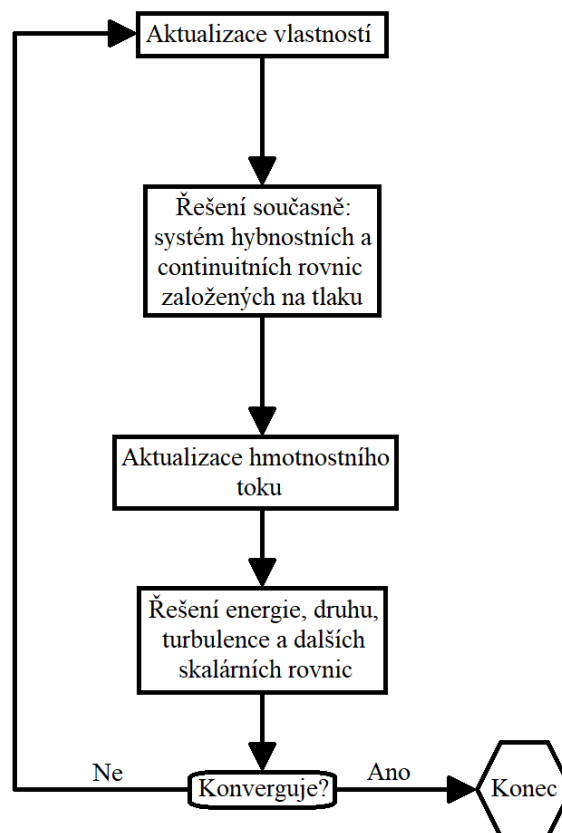 Aktualizace vlastností
Řešení současně:
systém hybnostních a
continuitních rovnic
založených na tlaku
Aktualizace hmotnostního
toku
Řešení energie, druhu,
turbulence a dalších
skalárních rovnic
Ne
Konverguje?
Ano
Konec